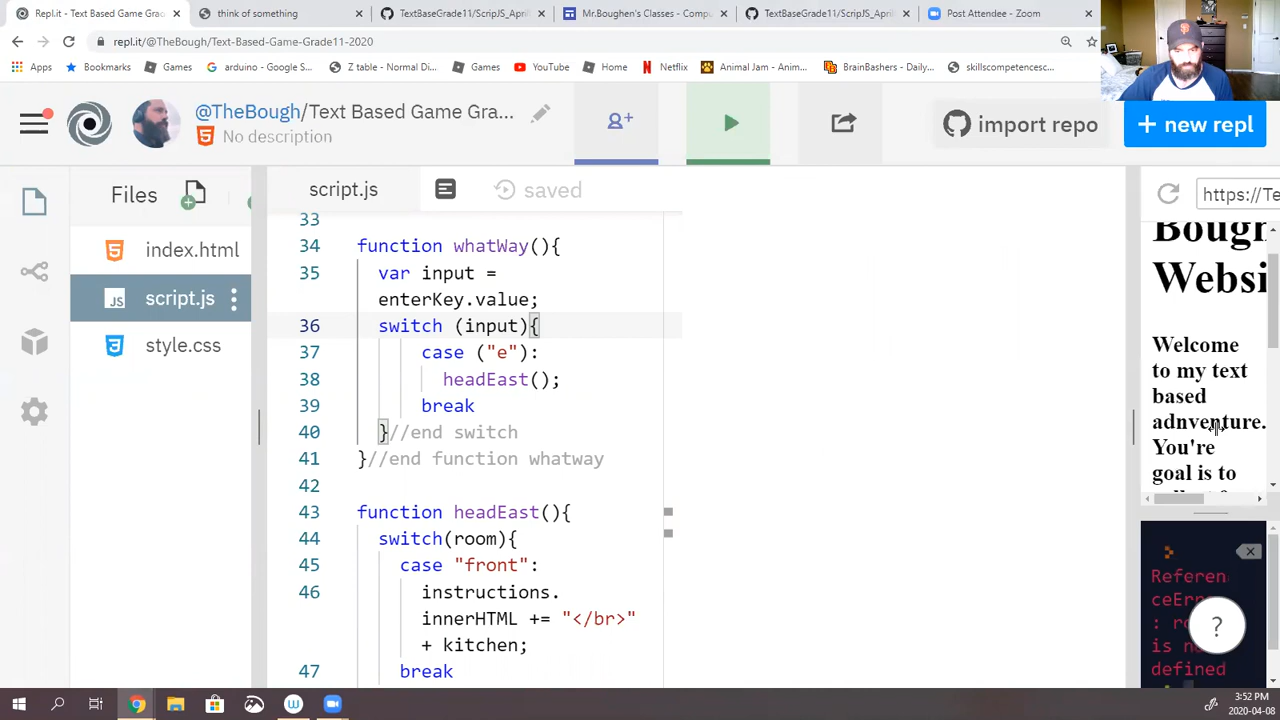 Repl.it - Text Based Game Grad
think of something
TextBaseGrade11/ScripJS_April
Mr.Boughen's Classes - Compu
TextBaseGrade11/ScripJS_April
Post Attendee - Zoom
repl.it/@TheBough/Text-Based-Game-Grade11-2020
Apps
Bookmarks
Games
arduino - Google S...
Z table - Normal Di...
Home
YouTube
Netflix
Animal Jam - Anim...
BrainBashers - Daily...
skillscompetencesc...
@TheBough/Text Based Game Gra...
No description
import repo
+ new repl
Files
script.js
saved
https://Te
index.html
script.js
style.css
33
34 function whatWay(){
35 var input =
enterKey.value;
36 switch (input){
37 case ("e"):
38 headEast();
39 break
40 }//end switch
41 }//end function whatway
42
43 function headEast(){
44 switch(room){
45 case "front":
46 instructions.
innerHTML += "</br>"
+ kitchen;
47 break
Websi
Welcome
to my text
based
adnventure.
You're
goal is to
Referen
is
defined
?
3:52 PM
2020-04-08